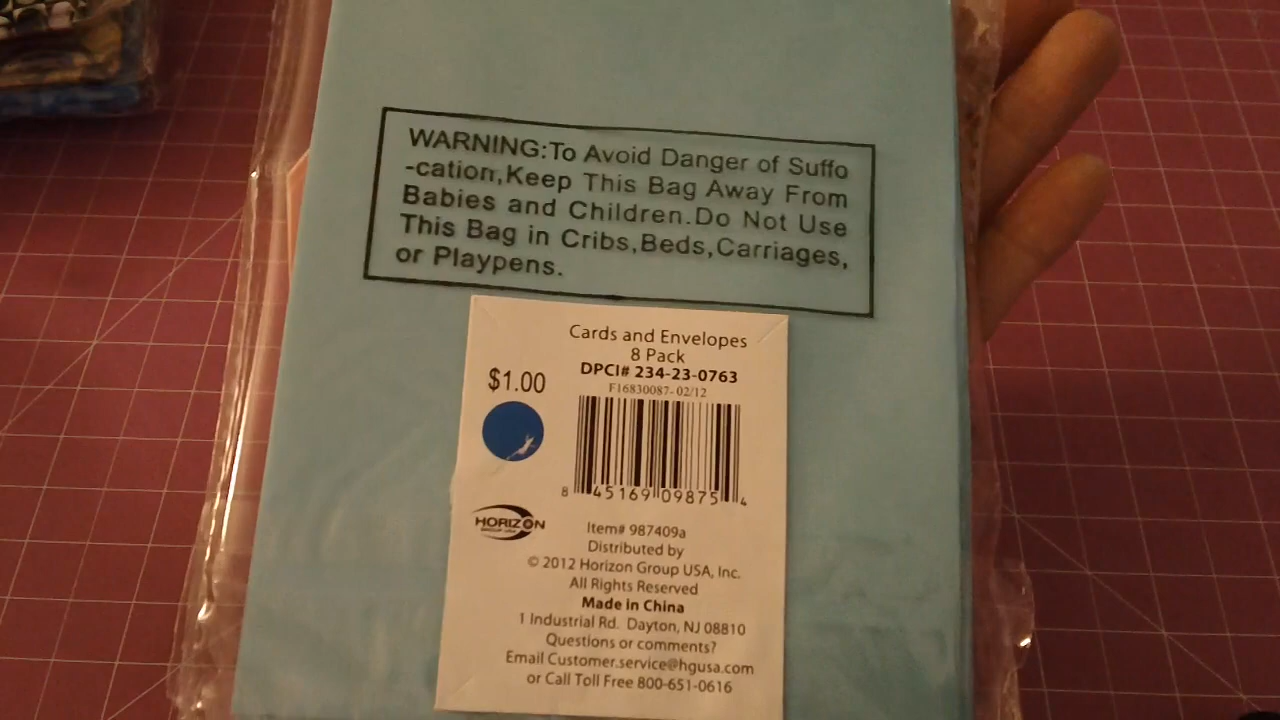 WARNING:To Avoid Danger of Suffo
-cation,Keep This Bag Away From
Babies and Children.Do Not Use
This Bag in Cribs,Beds,Carriages,
or Playpens.
Cards and Envelopes
8 Pack
DPCI# 234-23-0763
F16830087-02/12
$1.00
8 45169 09875 4
HORIZON
GROUP USA
Item# 987409a
Distributed by
© 2012 Horizon Group USA, Inc.
All Rights Reserved
Made in China
1 Industrial Rd. Dayton, NJ 08810
Questions or comments?
Email Customer.service@hgusa.com
or Call Toll Free 800-651-0616